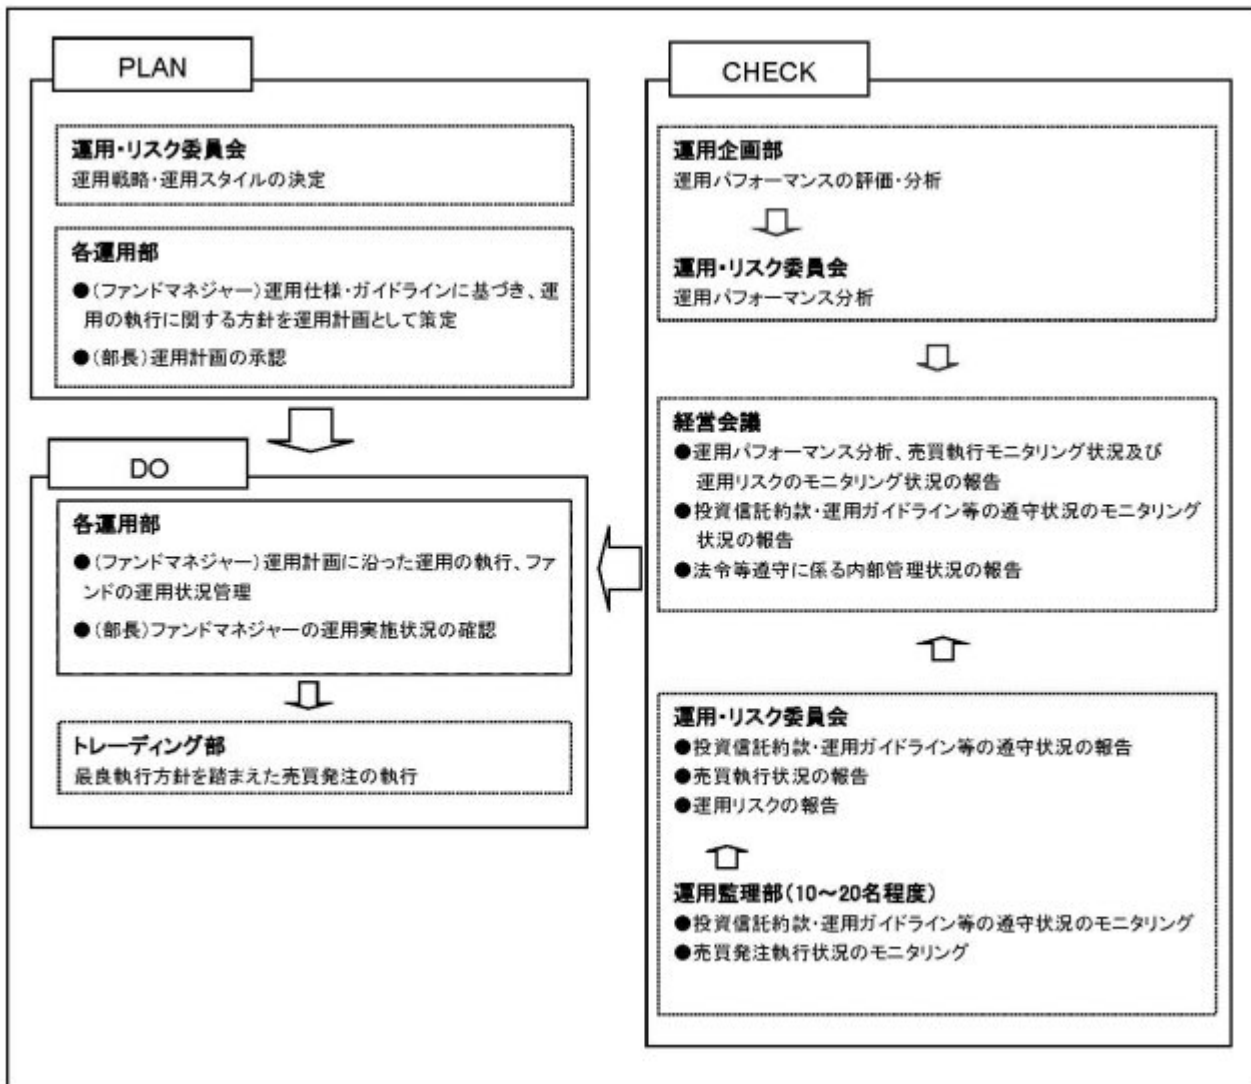 PLAN
運用・リスク委員会
運用戦略・運用スタイルの決定
各運用部
●(ファンドマネジャー)運用仕様・ガイドラインに基づき、運
用の執行に関する方針を運用計画として策定
●(部長)運用計画の承認
DO
各運用部
●(ファンドマネジャー)運用計画に沿った運用の執行、ファ
ンドの運用状況管理
●(部長)ファンドマネジャーの運用実施状況の確認
トレーディング部
最良執行方針を踏まえた売買発注の執行
CHECK
運用企画部
運用パフォーマンスの評価・分析
運用・リスク委員会
運用パフォーマンス分析
経営会議
●運用パフォーマンス分析、売買執行モニタリング状況及び
運用リスクのモニタリング状況の報告
●投資信託約款・運用ガイドライン等の遵守状況のモニタリング
状況の報告
●法令等遵守に係る内部管理状況の報告
運用・リスク委員会
●投資信託約款・運用ガイドライン等の遵守状況の報告
●売買執行状況の報告
●運用リスクの報告
運用監理部(10～20名程度)
●投資信託約款・運用ガイドライン等の遵守状況のモニタリング
●売買発注執行状況のモニタリング